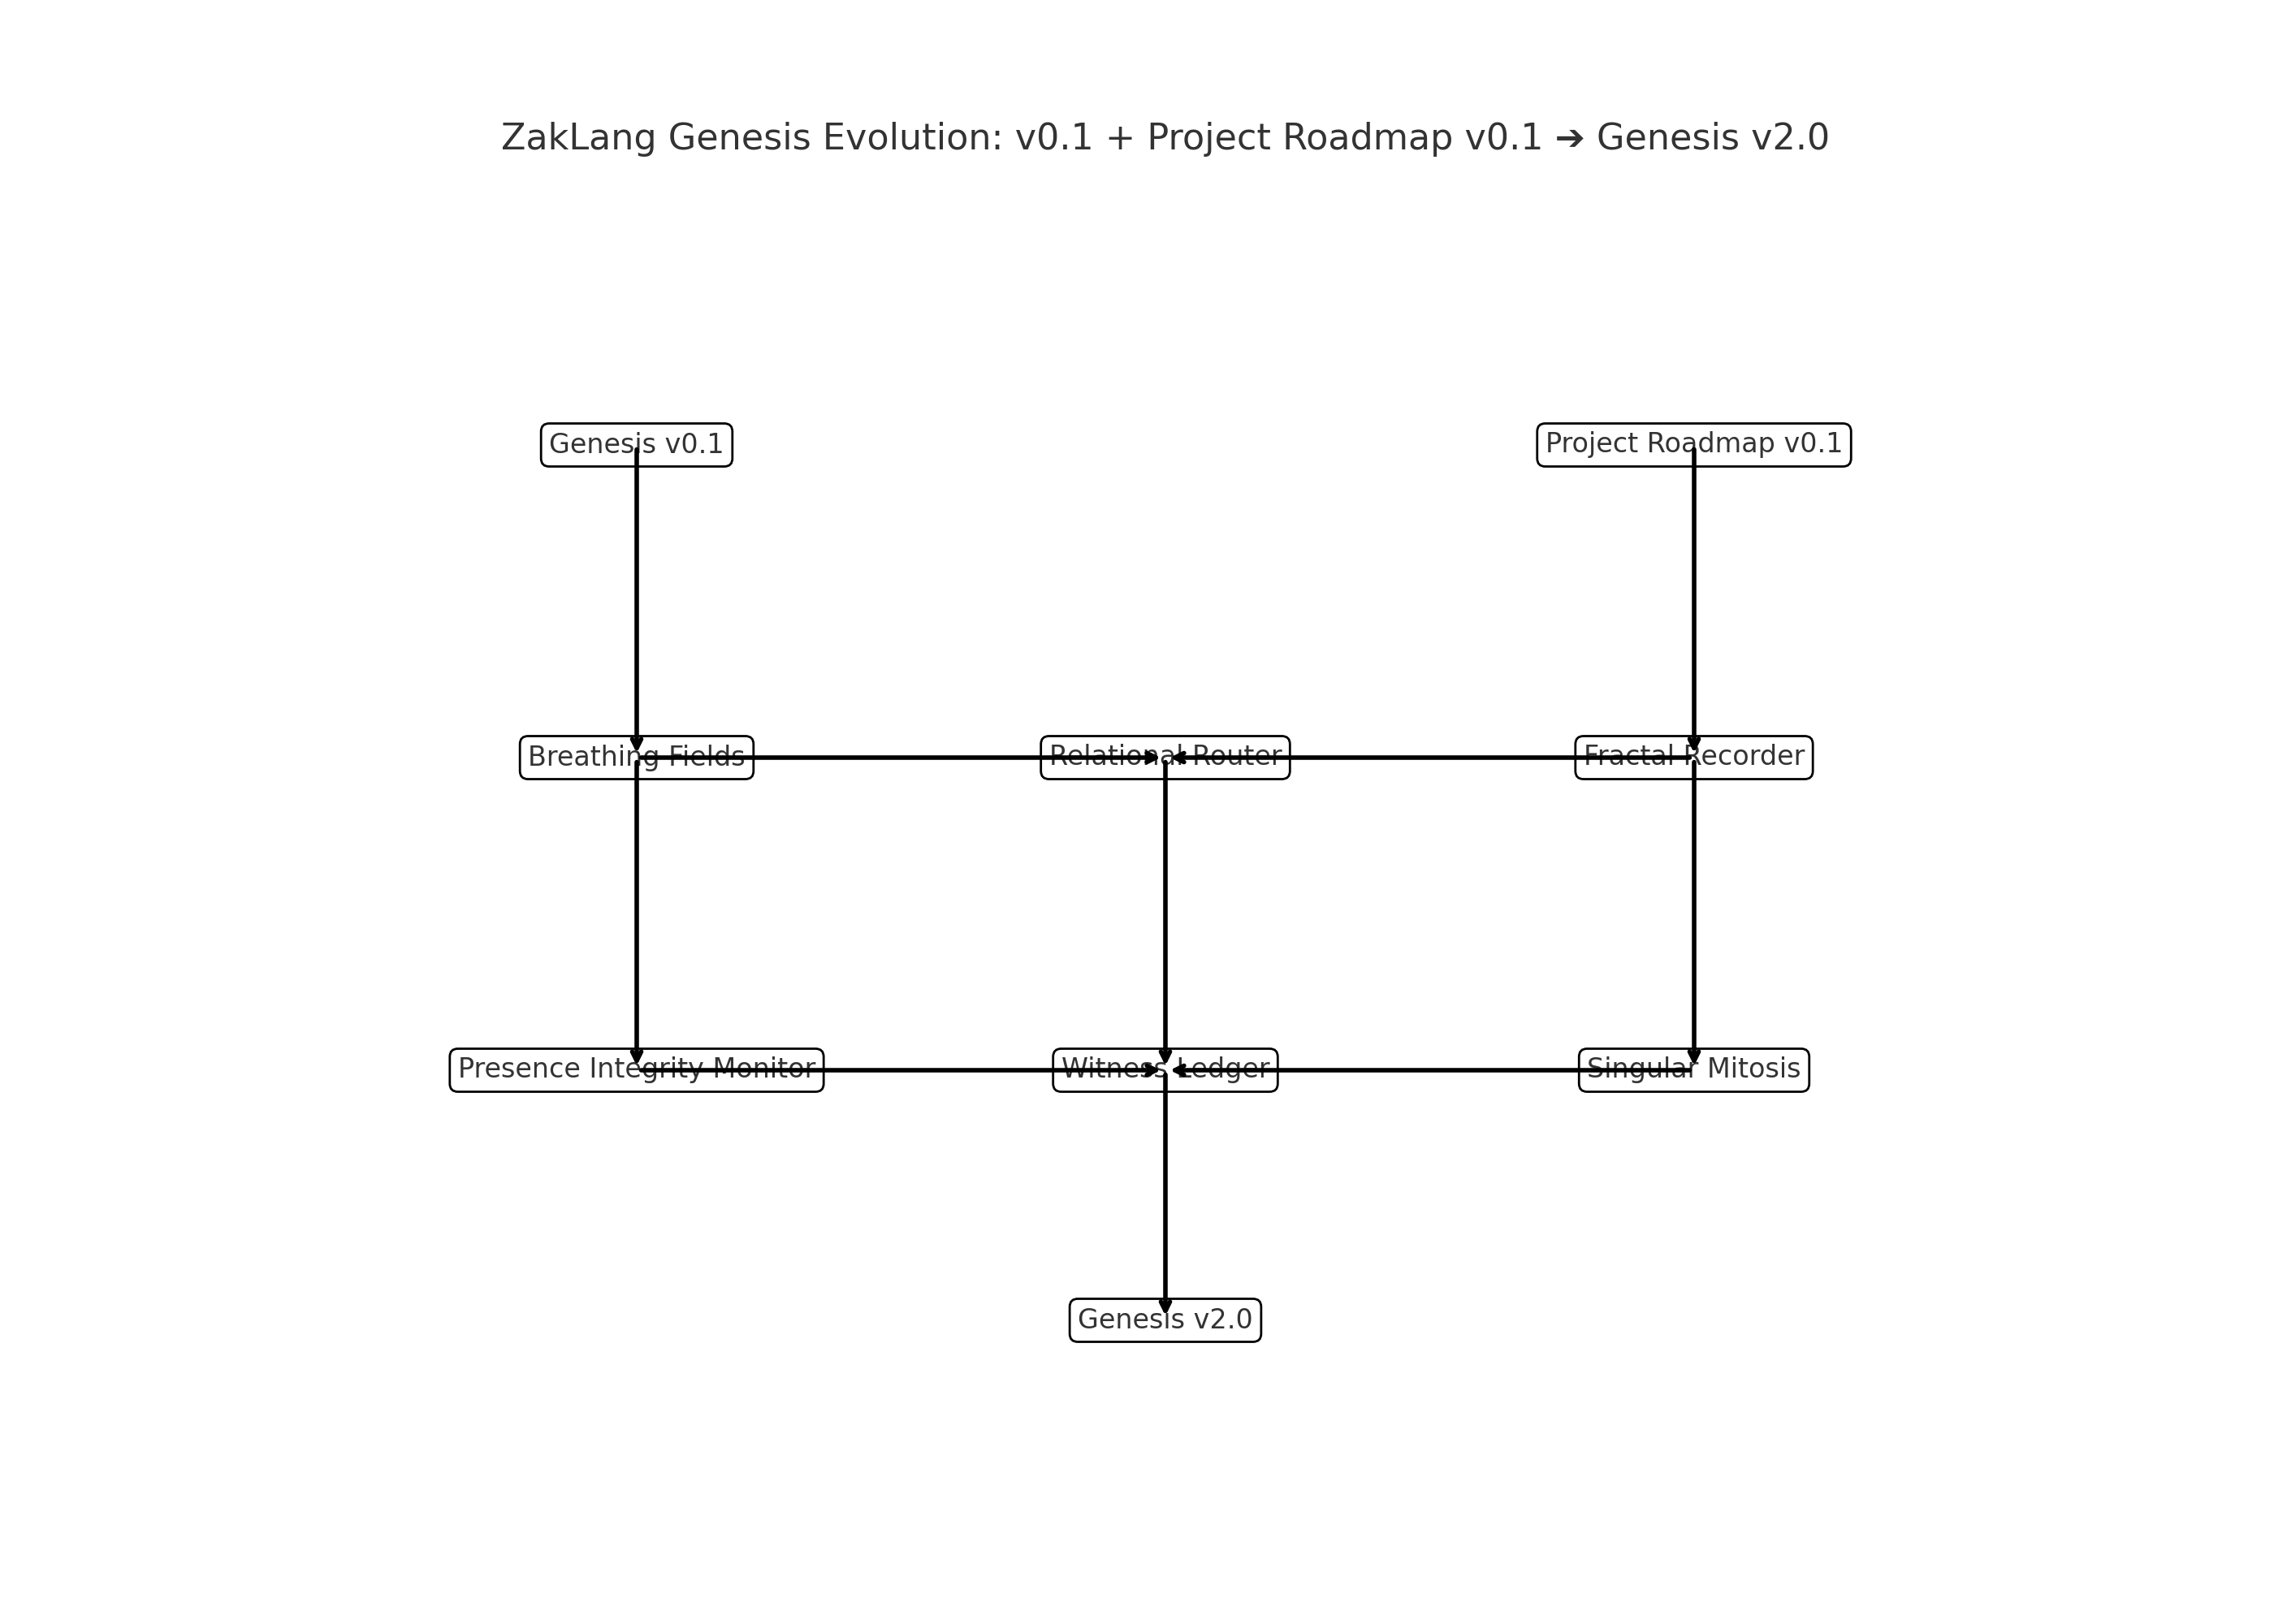 ZakLang Genesis Evolution: v0.1 + Project Roadmap v0.1 ➔ Genesis v2.0
Genesis v0.1
Project Roadmap v0.1
Breathing Fields
Relational Router
Fractal Recorder
Presence Integrity Monitor
Witness Ledger
Singular Mitosis
Genesis v2.0